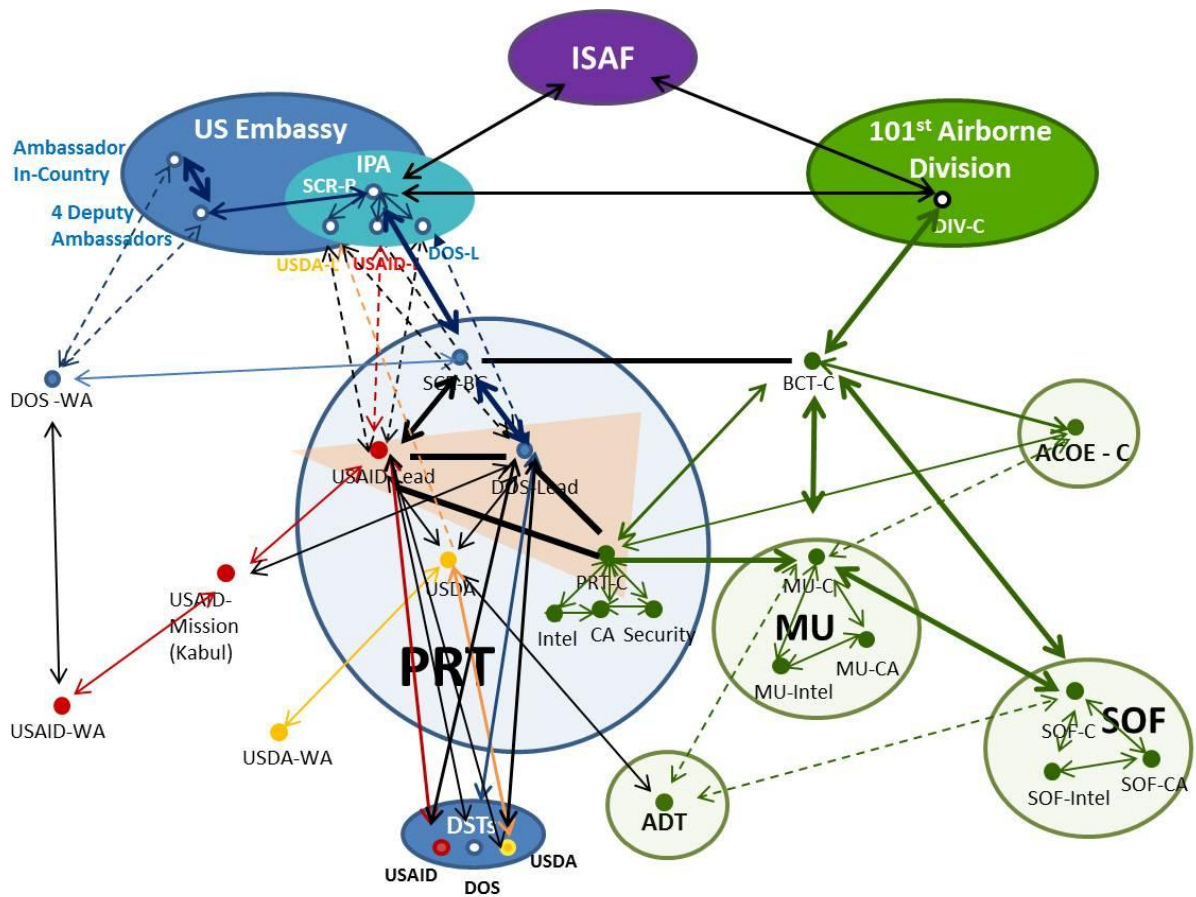 ISAF
US Embassy
101st Airborne
Division
Ambassador
In-Country
IPA
SCR-P
4 Deputy
Ambassadors
DIV-C
DOS-L
USDA-L
USAID-L
SCR-BC
BCT-C
DOS -WA
ACOE - C
USAID-Lead
DOS-Lead
PRT-C
MU-C
USDA
USAID-
Mission
(Kabul)
Intel
CA
Security
MU
MU-CA
PRT
MU-Intel
USAID-WA
SOF
SOF-C
USDA-WA
SOF-CA
SOF-Intel
DSTs
ADT
USDA
USAID
DOS